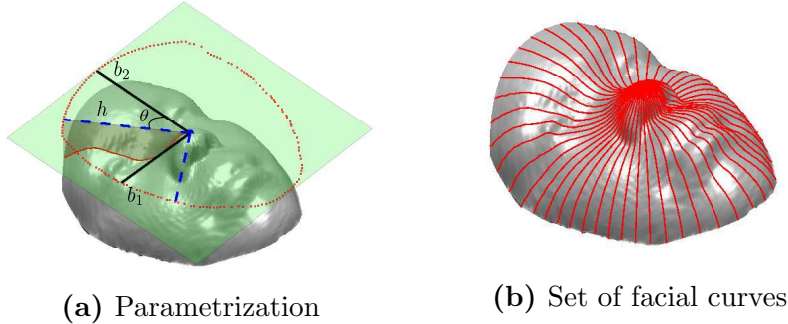 b₂
h
θ
b₁
(a) Parametrization
(b) Set of facial curves